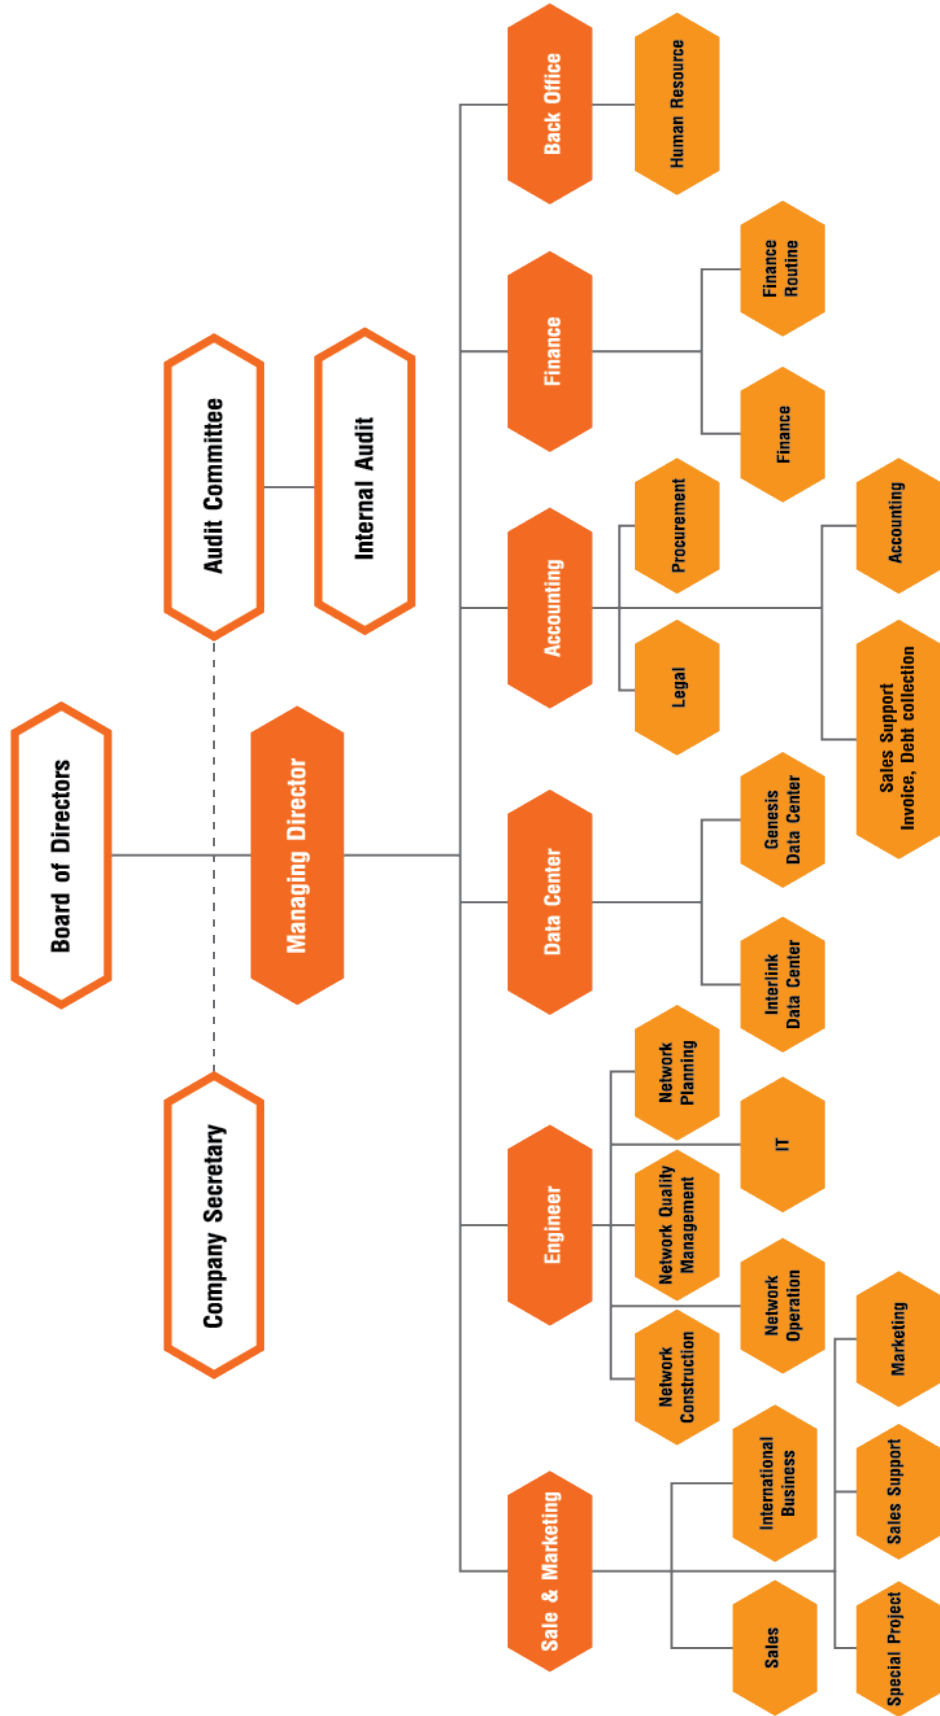 Board of Directors
Company Secretary
Audit Committee
Managing Director
Internal Audit
Sale & Marketing
Engineer
Data Center
Accounting
Finance
Back Office
Network
Construction
Network Quality
Management
Network
Planning
Legal
Procurement
Human Resource
Sales
International
Business
Network
Operation
IT
Interlink
Data Center
Genesis
Data Center
Finance
Finance
Routine
Special Project
Sales Support
Marketing
Sales Support
Invoice, Debt collection
Accounting